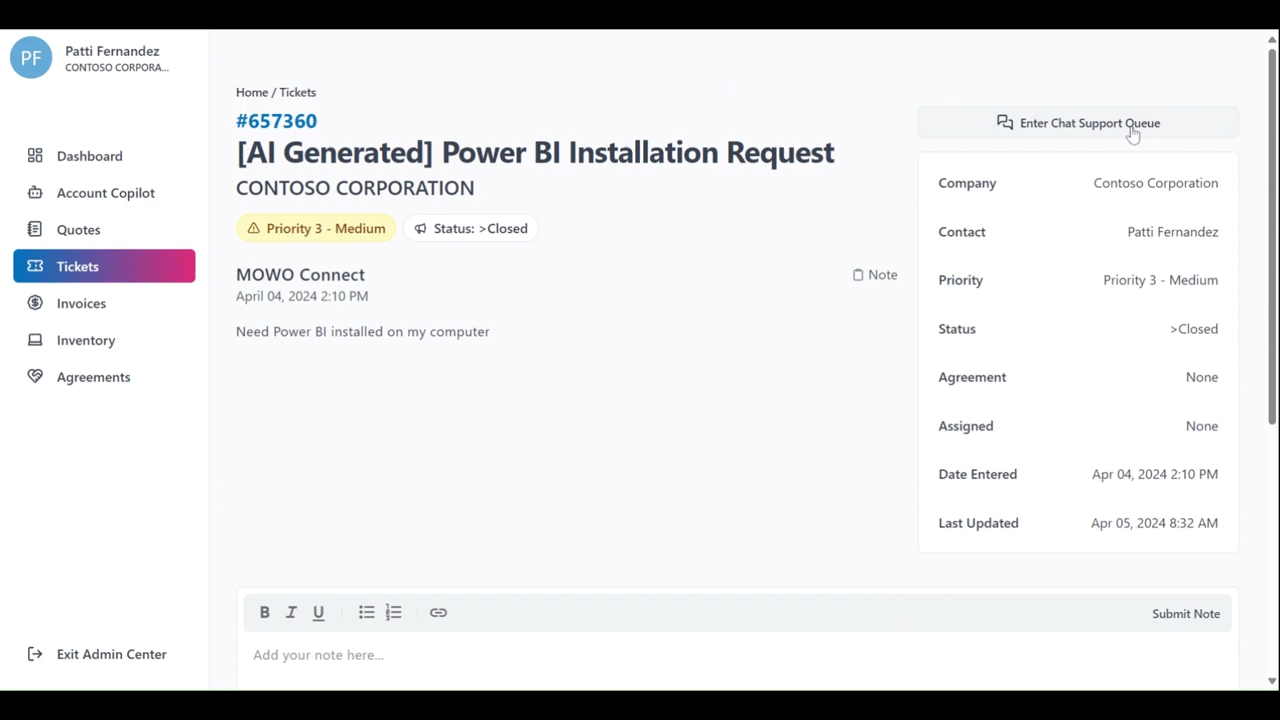 PF
Patti Fernandez
CONTOSO CORPORA...
Dashboard
Account Copilot
Quotes
Tickets
Invoices
Inventory
Agreements
Exit Admin Center
Home / Tickets
#657360
[AI Generated] Power BI Installation Request
CONTOSO CORPORATION
Priority 3 - Medium
Status: >Closed
MOWO Connect
Note
April 04, 2024 2:10 PM
Need Power BI installed on my computer
Enter Chat Support Queue
Company Contoso Corporation
Contact Patti Fernandez
Priority Priority 3 - Medium
Status >Closed
Agreement None
Assigned None
Date Entered Apr 04, 2024 2:10 PM
Last Updated Apr 05, 2024 8:32 AM
B I U
Submit Note
Add your note here...